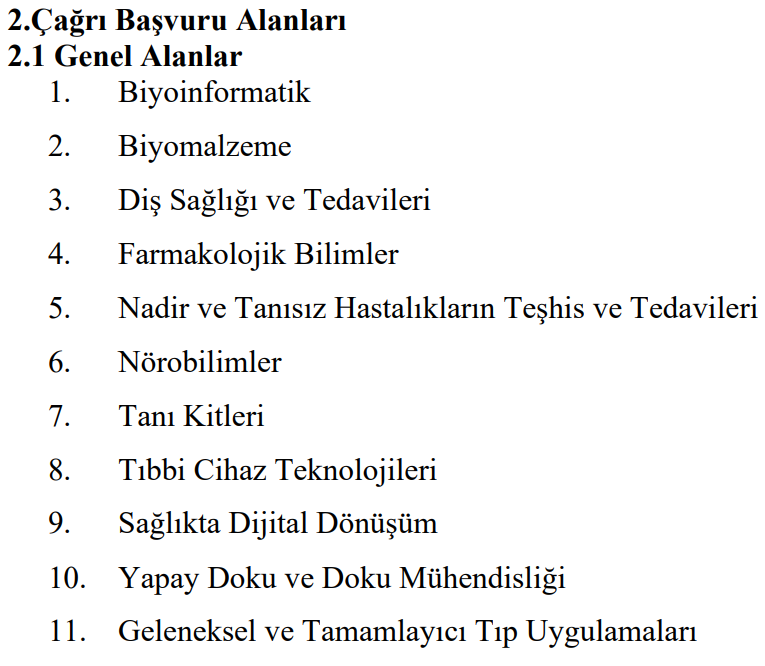 2.Çağrı Başvuru Alanları
2.1 Genel Alanlar
1. Biyoinformatik
2. Biyomalzeme
3. Diş Sağlığı ve Tedavileri
4. Farmakolojik Bilimler
5. Nadir ve Tanısız Hastalıkların Teşhis ve Tedavileri
6. Nörobilimler
7. Tanı Kitleri
8. Tıbbi Cihaz Teknolojileri
9. Sağlıkta Dijital Dönüşüm
10. Yapay Doku ve Doku Mühendisliği
11. Geleneksel ve Tamamlayıcı Tıp Uygulamaları